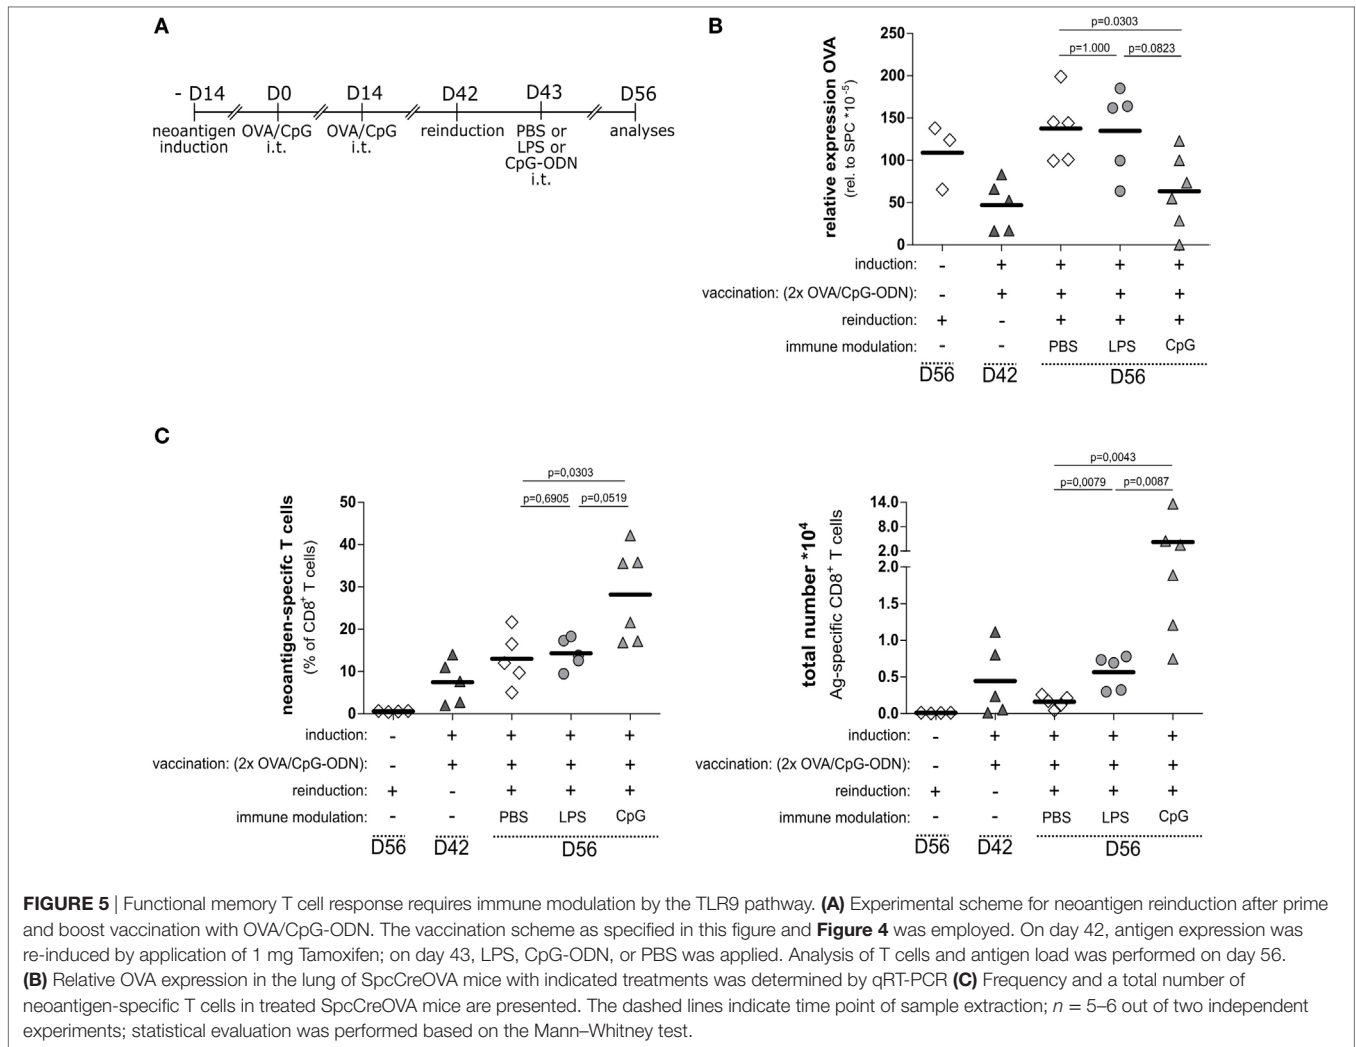 A
- D14 D0 D14 D42 D43 D56
neoantigen induction OVA/CpG i.t. OVA/CpG i.t. reinduction PBS or LPS or CpG-ODN i.t. analyses
B
relative expression OVA
(rel. to SPC *10-5)
250
200
150
100
50
0
p=0.0303
p=1.000 p=0.0823
induction: - + + + +
vaccination: (2x OVA/CpG-ODN): - + + + +
reinduction: + - + + +
immune modulation: - - PBS LPS CpG
D56 D42 D56
C
neoantigen-specifc T cells
(% of CD8+ T cells)
50
40
30
20
10
0
p=0,0303
p=0,6905 p=0,0519
induction: - + + + +
vaccination: (2x OVA/CpG-ODN): - + + + +
reinduction: + - + + +
immune modulation: - - PBS LPS CpG
D56 D42 D56
total number *104
Ag-specific CD8+ T cells
14.0
8.0
2.0
2.0
1.5
1.0
0.5
0.0
p=0,0043
p=0,0079 p=0,0087
induction: - + + + +
vaccination: (2x OVA/CpG-ODN): - + + + +
reinduction: + - + + +
immune modulation: - - PBS LPS CpG
D56 D42 D56
FIGURE 5 | Functional memory T cell response requires immune modulation by the TLR9 pathway. (A) Experimental scheme for neoantigen reinduction after prime
and boost vaccination with OVA/CpG-ODN. The vaccination scheme as specified in this figure and Figure 4 was employed. On day 42, antigen expression was
re-induced by application of 1 mg Tamoxifen; on day 43, LPS, CpG-ODN, or PBS was applied. Analysis of T cells and antigen load was performed on day 56.
(B) Relative OVA expression in the lung of SpcCreOVA mice with indicated treatments was determined by qRT-PCR (C) Frequency and a total number of
neoantigen-specific T cells in treated SpcCreOVA mice are presented. The dashed lines indicate time point of sample extraction; n = 5–6 out of two independent
experiments; statistical evaluation was performed based on the Mann–Whitney test.